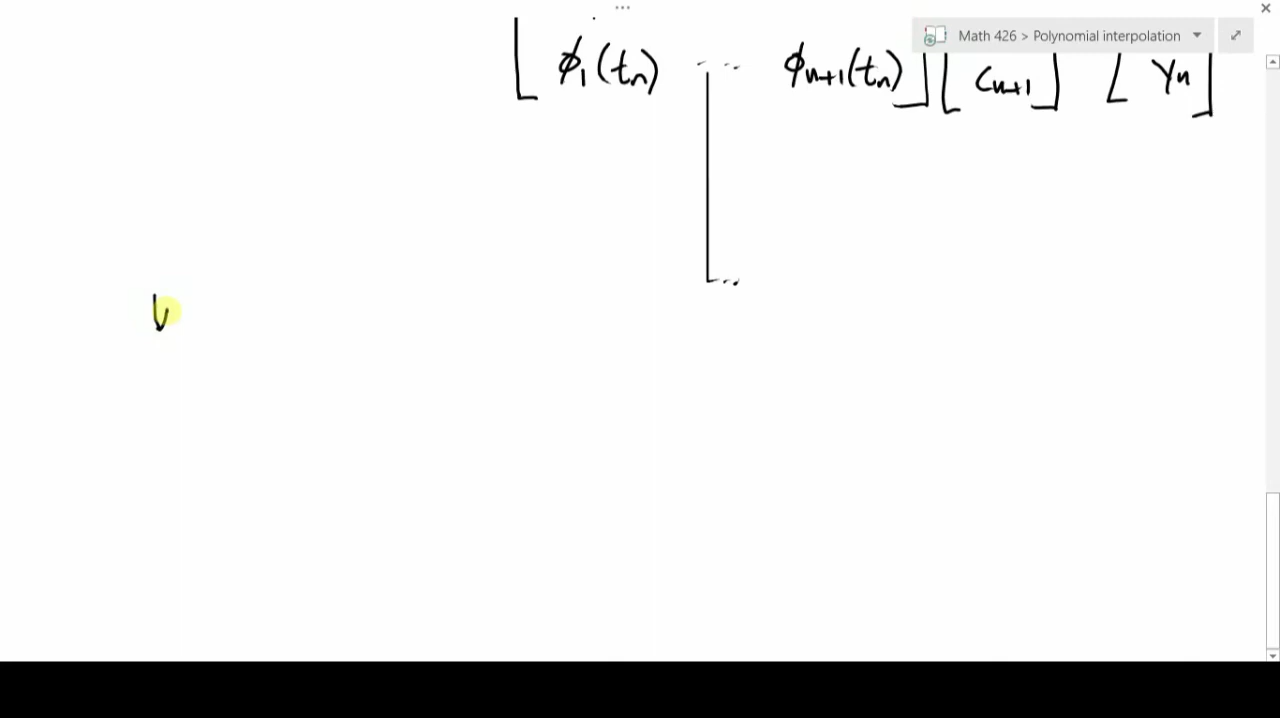 Math 426 > Polynomial interpolation
ϕ₁(tₙ) ... ϕₙ₊₁(tₙ) ] [ cₙ₊₁ ] [ yₙ ]
...